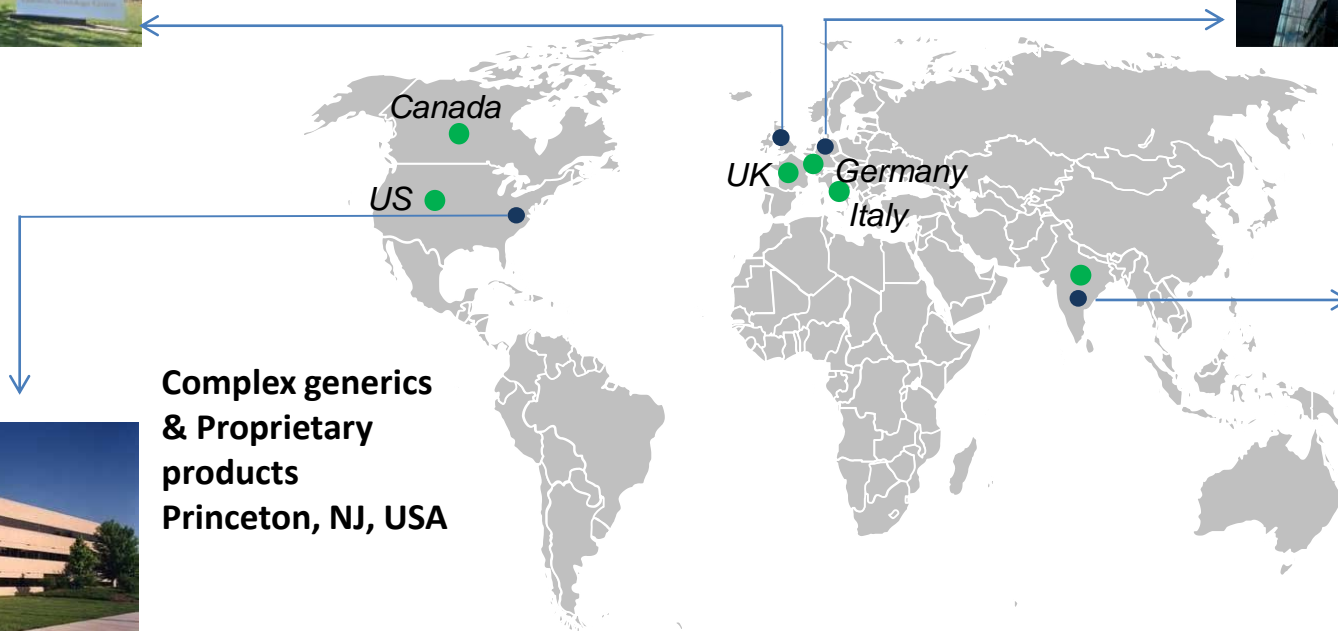 Canada
US
UK
Germany
Italy
Complex generics
& Proprietary
products
Princeton, NJ, USA